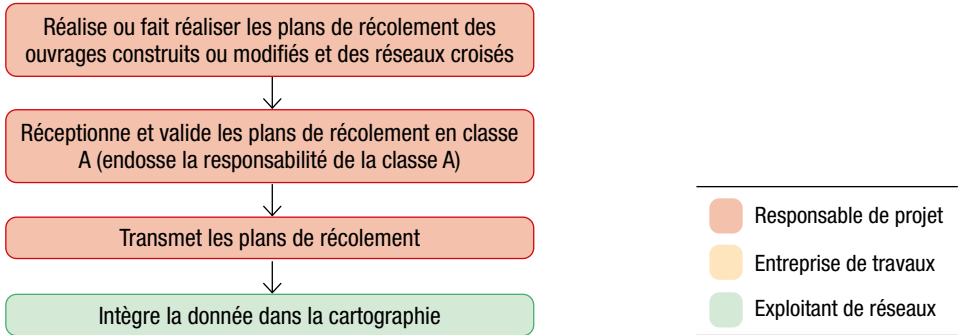 Réalise ou fait réaliser les plans de récolement des
ouvrages construits ou modifiés et des réseaux croisés
Réceptionne et valide les plans de récolement en classe
A (endosse la responsabilité de la classe A)
Transmet les plans de récolement
Intègre la donnée dans la cartographie
Responsable de projet
Entreprise de travaux
Exploitant de réseaux